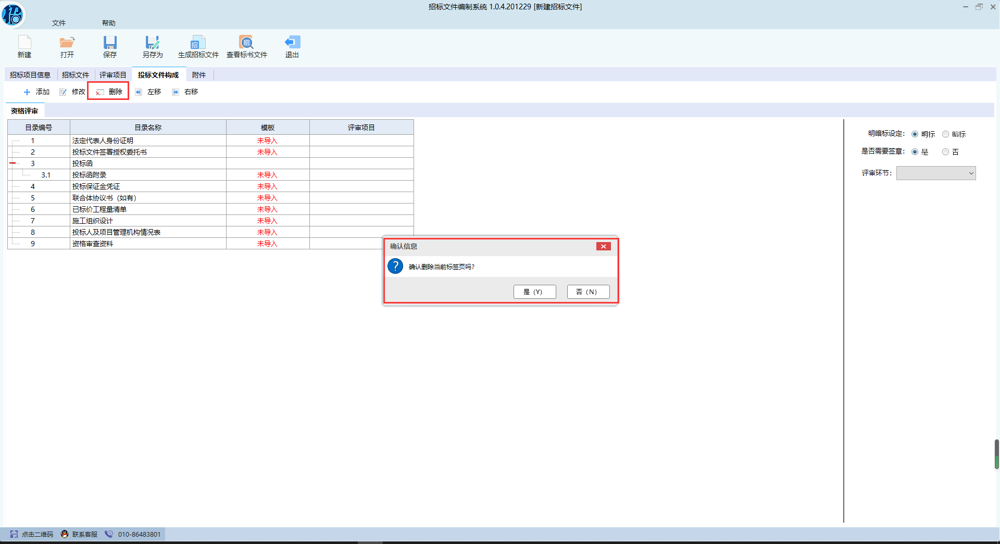 招标文件编制系统 1.0.4.201229 [新建招标文件]
招
文件 帮助
新建 打开 保存 另存为 生成招标文件 查看标书文件 退出
招 招
招标项目信息 招标文件 评审项目 投标文件构成 附件
添加 修改 删除 左移 右移
资格评审
目录编号 目录名称 模板 评审项目
1 法定代表人身份证明 未导入
2 投标文件签署授权委托书 未导入
3 投标函
3.1 投标函附录 未导入
4 投标保证金凭证 未导入
5 联合体协议书（如有） 未导入
6 已标价工程量清单 未导入
7 施工组织设计 未导入
8 投标人及项目管理机构情况表 未导入
9 资格审查资料 未导入
明暗标设定： 明标 暗标
是否需要签章： 是 否
评审环节：
确认信息
? 确认删除当前标签页吗?
是（Y） 否（N）
点击二维码 联系客服 010-86483801